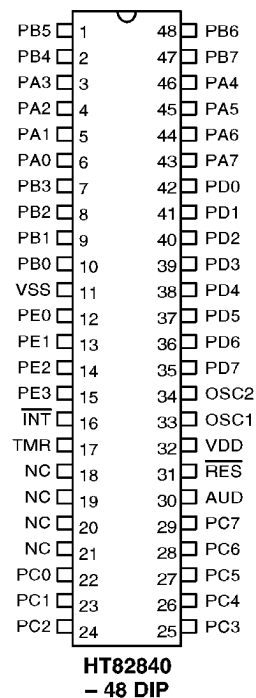 PB5 1 48 PB6
PB4 2 47 PB7
PA3 3 46 PA4
PA2 4 45 PA5
PA1 5 44 PA6
PA0 6 43 PA7
PB3 7 42 PD0
PB2 8 41 PD1
PB1 9 40 PD2
PB0 10 39 PD3
VSS 11 38 PD4
PE0 12 37 PD5
PE1 13 36 PD6
PE2 14 35 PD7
PE3 15 34 OSC2
I̅N̅T̅ 16 33 OSC1
TMR 17 32 VDD
NC 18 31 R̅E̅S̅
NC 19 30 AUD
NC 20 29 PC7
NC 21 28 PC6
PC0 22 27 PC5
PC1 23 26 PC4
PC2 24 25 PC3
HT82840
– 48 DIP